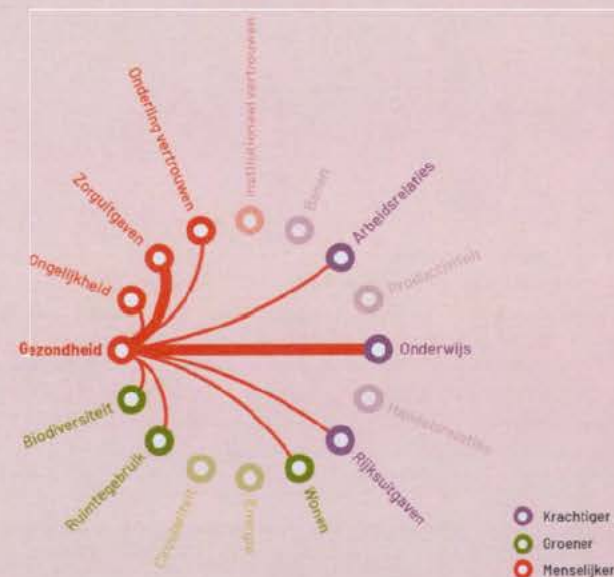 Institutioneel vertrouwen
Banen
Onderling vertrouwen
Arbeidsrelaties
Zorguitgaven
Productiviteit
Ongelijkheid
Gezondheid
Onderwijs
Biodiversiteit
Handelsrelaties
Ruimtegebruik
Rijksuitgaven
Circulariteit
Energie
Wonen
Krachtiger
Groener
Menselijker